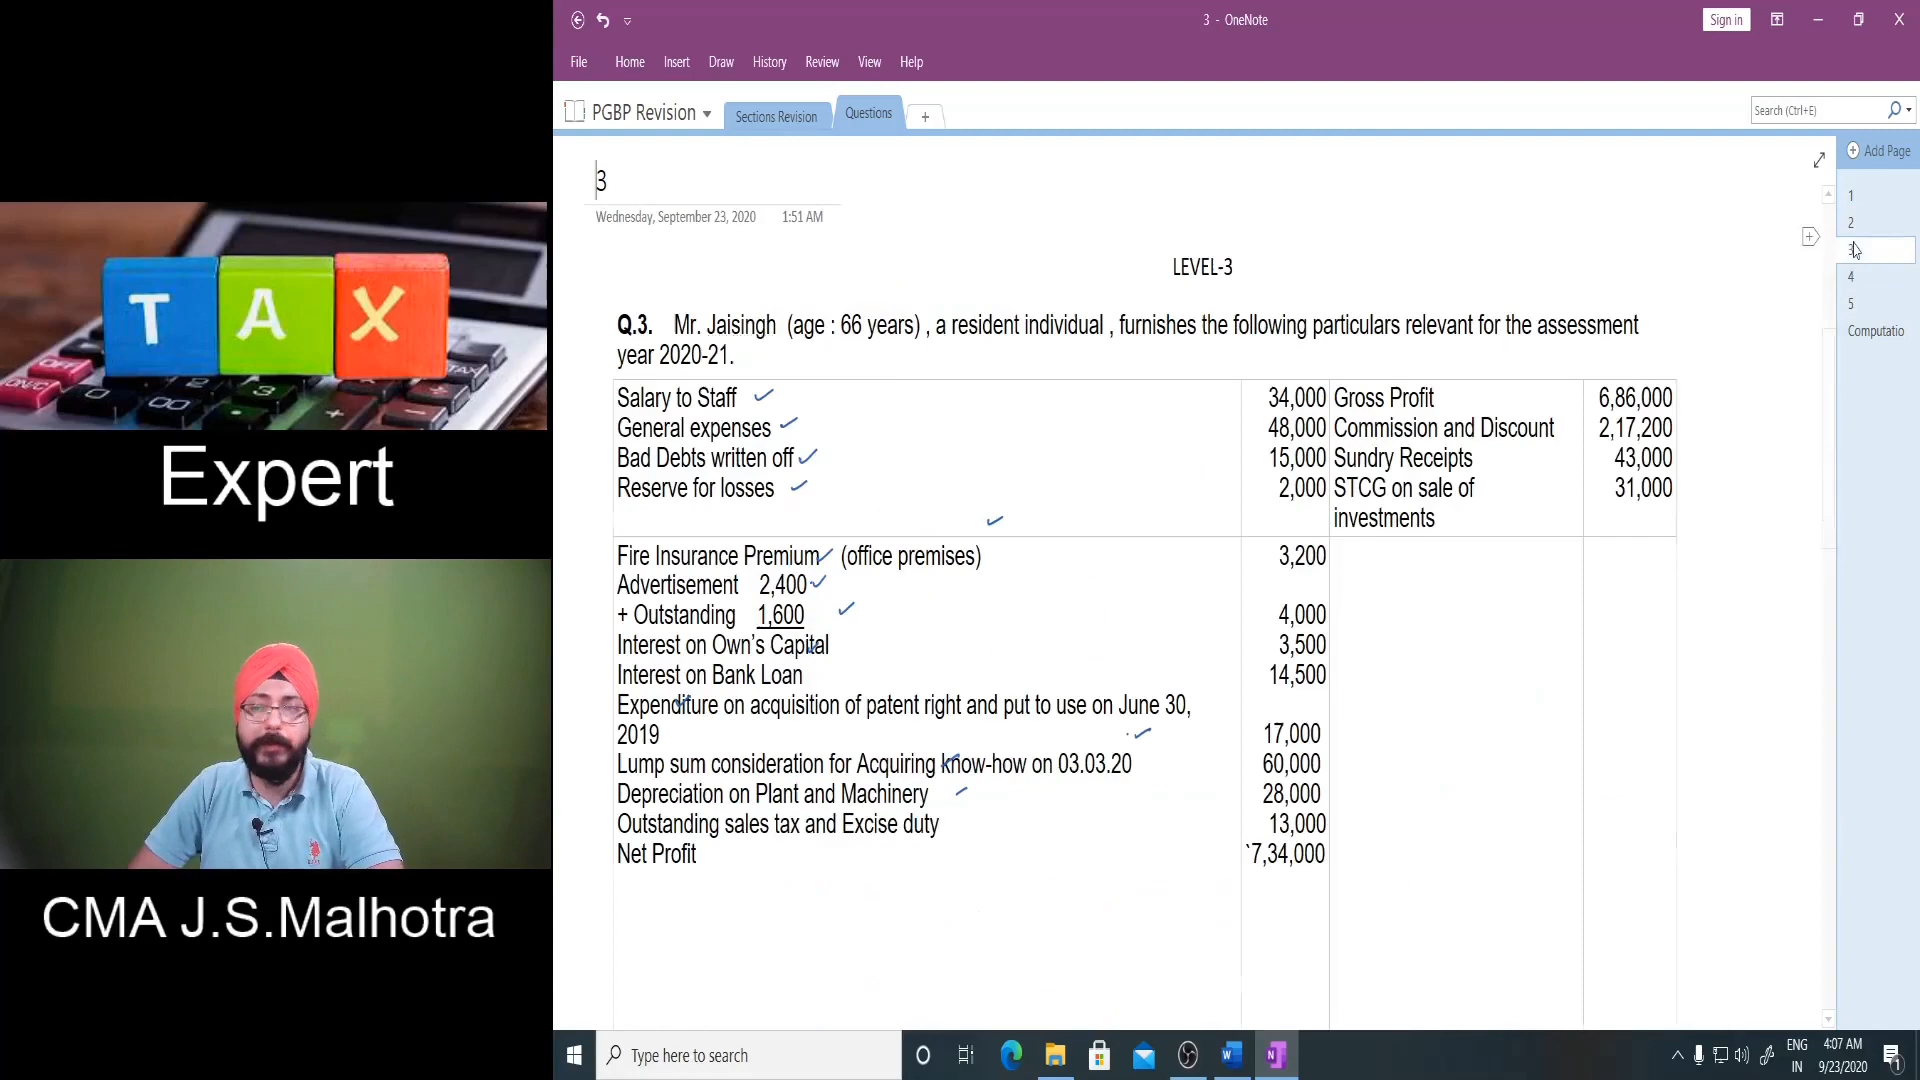 3 - OneNote
Sign in
File Home Insert Draw History Review View Help
PGBP Revision Sections Revision Questions +
Search (Ctrl+E)
3
Wednesday, September 23, 2020 1:51 AM
Add Page
1
2
3
4
5
Computatio
LEVEL-3
Q.3. Mr. Jaisingh (age : 66 years) , a resident individual , furnishes the following particulars relevant for the assessment
year 2020-21.
Salary to Staff 34,000 Gross Profit 6,86,000
General expenses 48,000 Commission and Discount 2,17,200
Bad Debts written off 15,000 Sundry Receipts 43,000
Reserve for losses 2,000 STCG on sale of 31,000
investments
Fire Insurance Premium (office premises) 3,200
Advertisement 2,400
+ Outstanding 1,600 4,000
Interest on Own's Capital 3,500
Interest on Bank Loan 14,500
Expenditure on acquisition of patent right and put to use on June 30,
2019 17,000
Lump sum consideration for Acquiring know-how on 03.03.20 60,000
Depreciation on Plant and Machinery 28,000
Outstanding sales tax and Excise duty 13,000
Net Profit `7,34,000
TAX
Expert
CMA J.S.Malhotra
Type here to search
ENG
IN
4:07 AM
9/23/2020
1